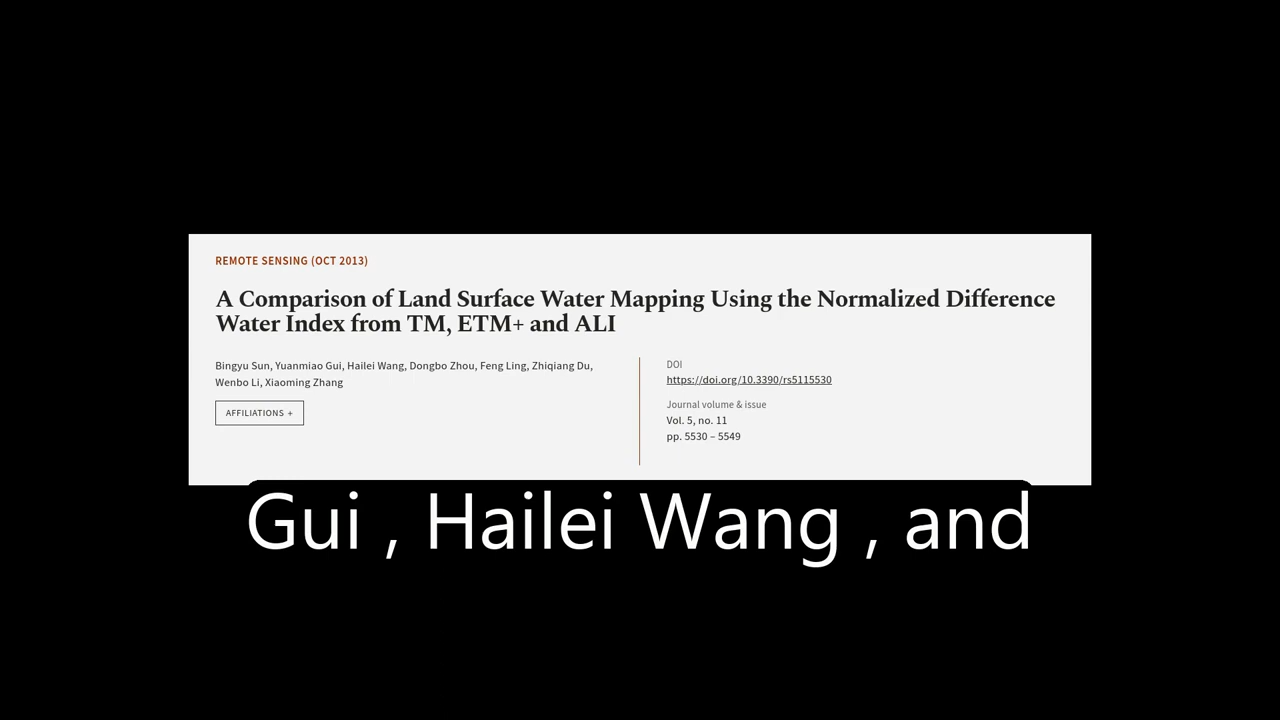 REMOTE SENSING (OCT 2013)
A Comparison of Land Surface Water Mapping Using the Normalized Difference
Water Index from TM, ETM+ and ALI
Bingyu Sun, Yuanmiao Gui, Hailei Wang, Dongbo Zhou, Feng Ling, Zhiqiang Du,
Wenbo Li, Xiaoming Zhang
AFFILIATIONS +
DOI
https://doi.org/10.3390/rs5115530
Journal volume & issue
Vol. 5, no. 11
pp. 5530 – 5549
Gui , Hailei Wang , and